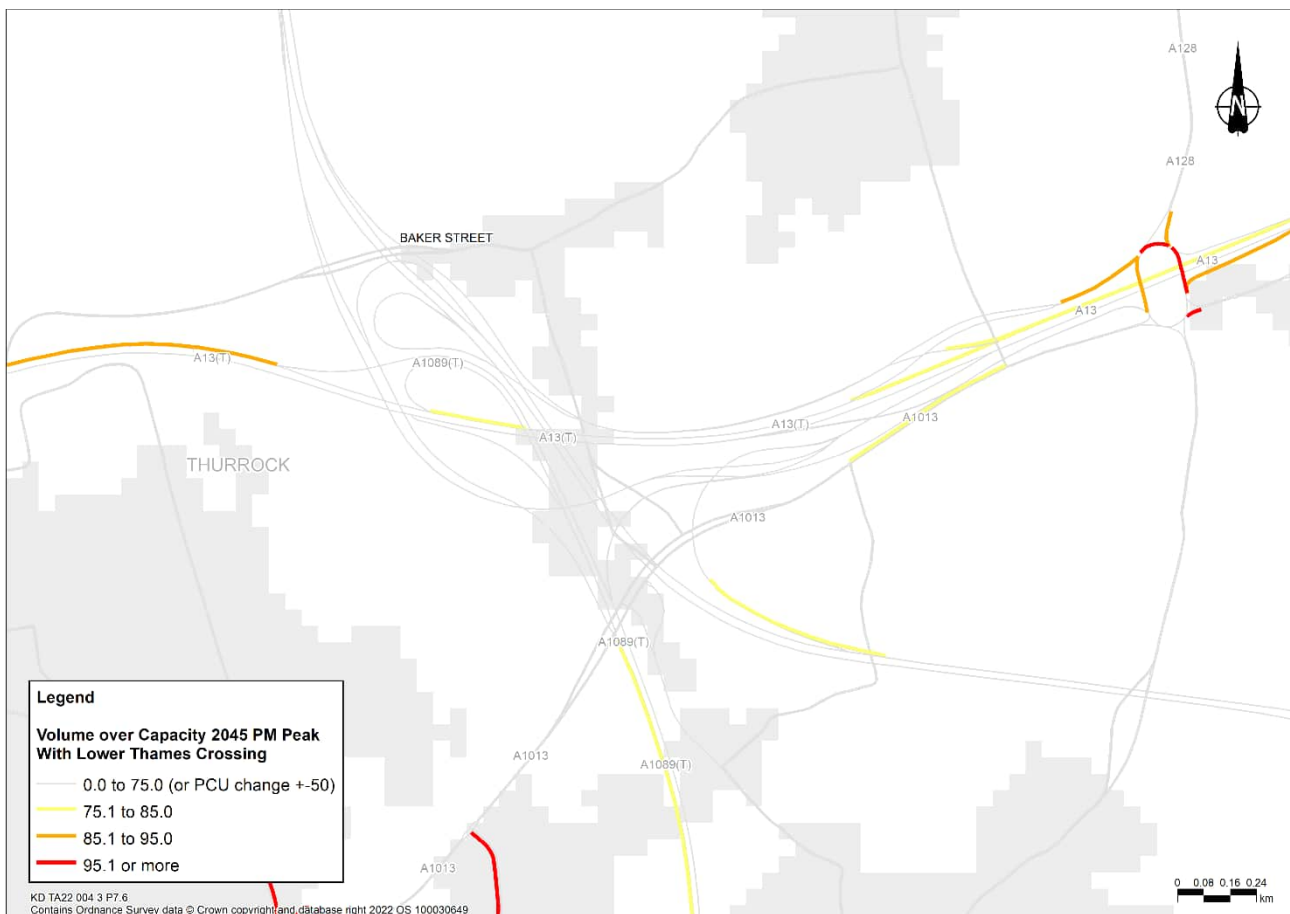 A128
N
A128
BAKER STREET
A13
A13
A13(T)
A1089(T)
A1013
A13(T)
A13(T)
THURROCK
A1013
A1089(T)
A1089(T)
A1013
A1013
Legend
Volume over Capacity 2045 PM Peak
With Lower Thames Crossing
0.0 to 75.0 (or PCU change +-50)
75.1 to 85.0
85.1 to 95.0
95.1 or more
KD TA22 004 3 P7.6
Contains Ordnance Survey data © Crown copyright and database right 2022 OS 100030649
0 0.08 0.16 0.24
km